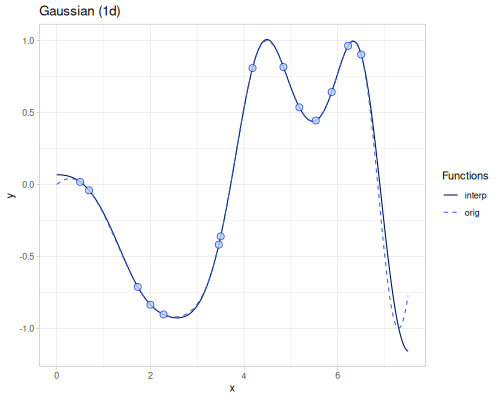 Gaussian (1d)
1.0
0.5
0.0
-0.5
-1.0
y
0 2 4 6
x
Functions
interp
orig